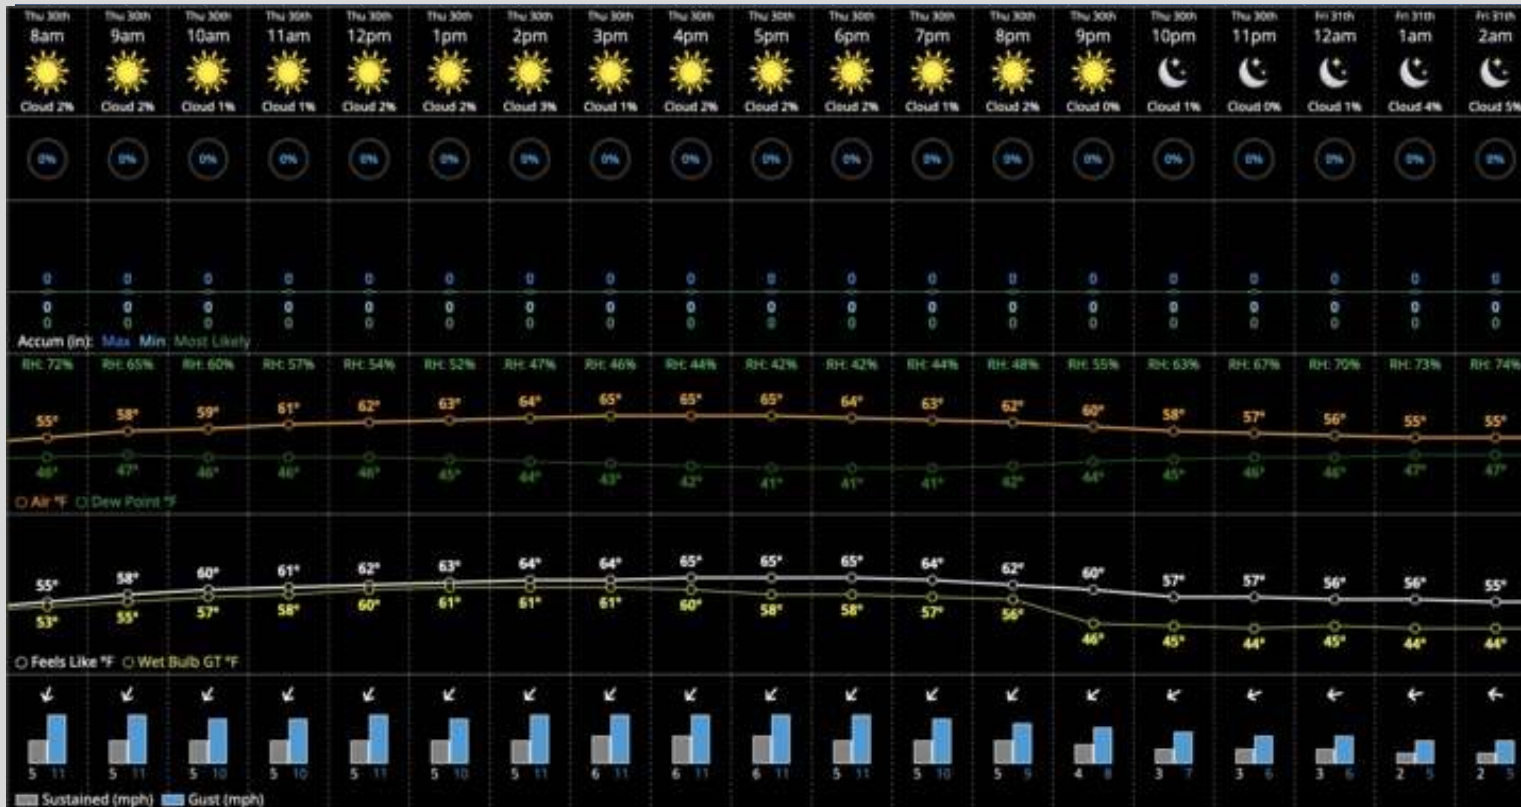 Thu 30th Thu 30th Thu 30th Thu 30th Thu 30th Thu 30th Thu 30th Thu 30th Thu 30th Thu 30th Thu 30th Thu 30th Thu 30th Thu 30th Thu 30th Thu 30th Fri 31th Fri 31th Fri 31th
8am 9am 10am 11am 12pm 1pm 2pm 3pm 4pm 5pm 6pm 7pm 8pm 9pm 10pm 11pm 12am 1am 2am
Cloud 2% Cloud 2% Cloud 1% Cloud 1% Cloud 2% Cloud 2% Cloud 3% Cloud 1% Cloud 2% Cloud 2% Cloud 2% Cloud 1% Cloud 2% Cloud 0% Cloud 1% Cloud 0% Cloud 1% Cloud 4% Cloud 5%
0% 0% 0% 0% 0% 0% 0% 0% 0% 0% 0% 0% 0% 0% 0% 0% 0% 0% 0%
0 0 0 0 0 0 0 0 0 0 0 0 0 0 0 0 0 0 0
0 0 0 0 0 0 0 0 0 0 0 0 0 0 0 0 0 0 0
0 0 0 0 0 0 0 0 0 0 0 0 0 0 0 0 0 0 0
Accum (in): Max Min Most Likely
RH: 72% RH: 65% RH: 60% RH: 57% RH: 54% RH: 52% RH: 47% RH: 46% RH: 44% RH: 42% RH: 42% RH: 44% RH: 48% RH: 55% RH: 63% RH: 67% RH: 70% RH: 73% RH: 74%
55° 58° 59° 61° 62° 63° 64° 65° 65° 65° 64° 63° 62° 60° 58° 57° 56° 55° 55°
46° 47° 46° 46° 46° 45° 44° 43° 42° 41° 41° 41° 42° 44° 45° 46° 46° 47° 47°
Air °F Dew Point °F
55° 58° 60° 61° 62° 63° 64° 64° 65° 65° 65° 64° 62° 60° 57° 57° 56° 56° 55°
53° 55° 57° 58° 60° 61° 61° 61° 60° 58° 58° 57° 56° 46° 45° 44° 45° 44° 44°
Feels Like °F Wet Bulb GT °F
5 11 5 11 5 10 5 10 5 11 5 10 5 11 6 11 6 11 6 11 5 11 5 10 5 9 4 8 3 7 3 6 3 6 2 5 2 5
Sustained (mph) Gust (mph)